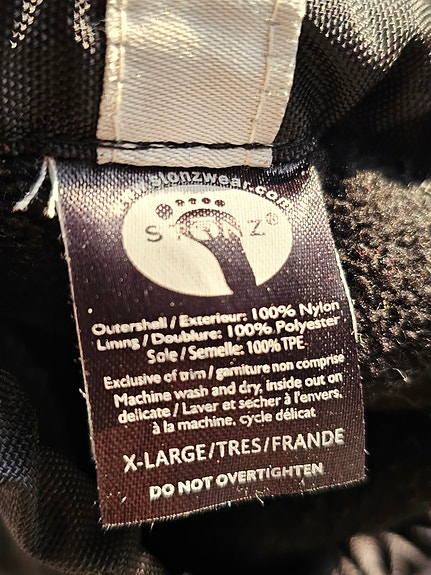 www.stonzwear.com
STONZ®
Outershell / Exterieur: 100% Nylon
Lining / Doublure: 100% Polyester
Sole / Semelle: 100% TPE
Exclusive of trim / garniture non comprise
Machine wash and dry, inside out on
delicate / Laver et sècher à l'envers,
à la machine, cycle délicat
X-LARGE/TRES/FRANDE
DO NOT OVERTIGHTEN